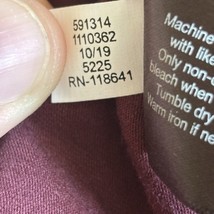 591314
1110362
10/19
5225
RN-118641
Machine
with like
Only non-
bleach when
Tumble dry
Warm iron if ne